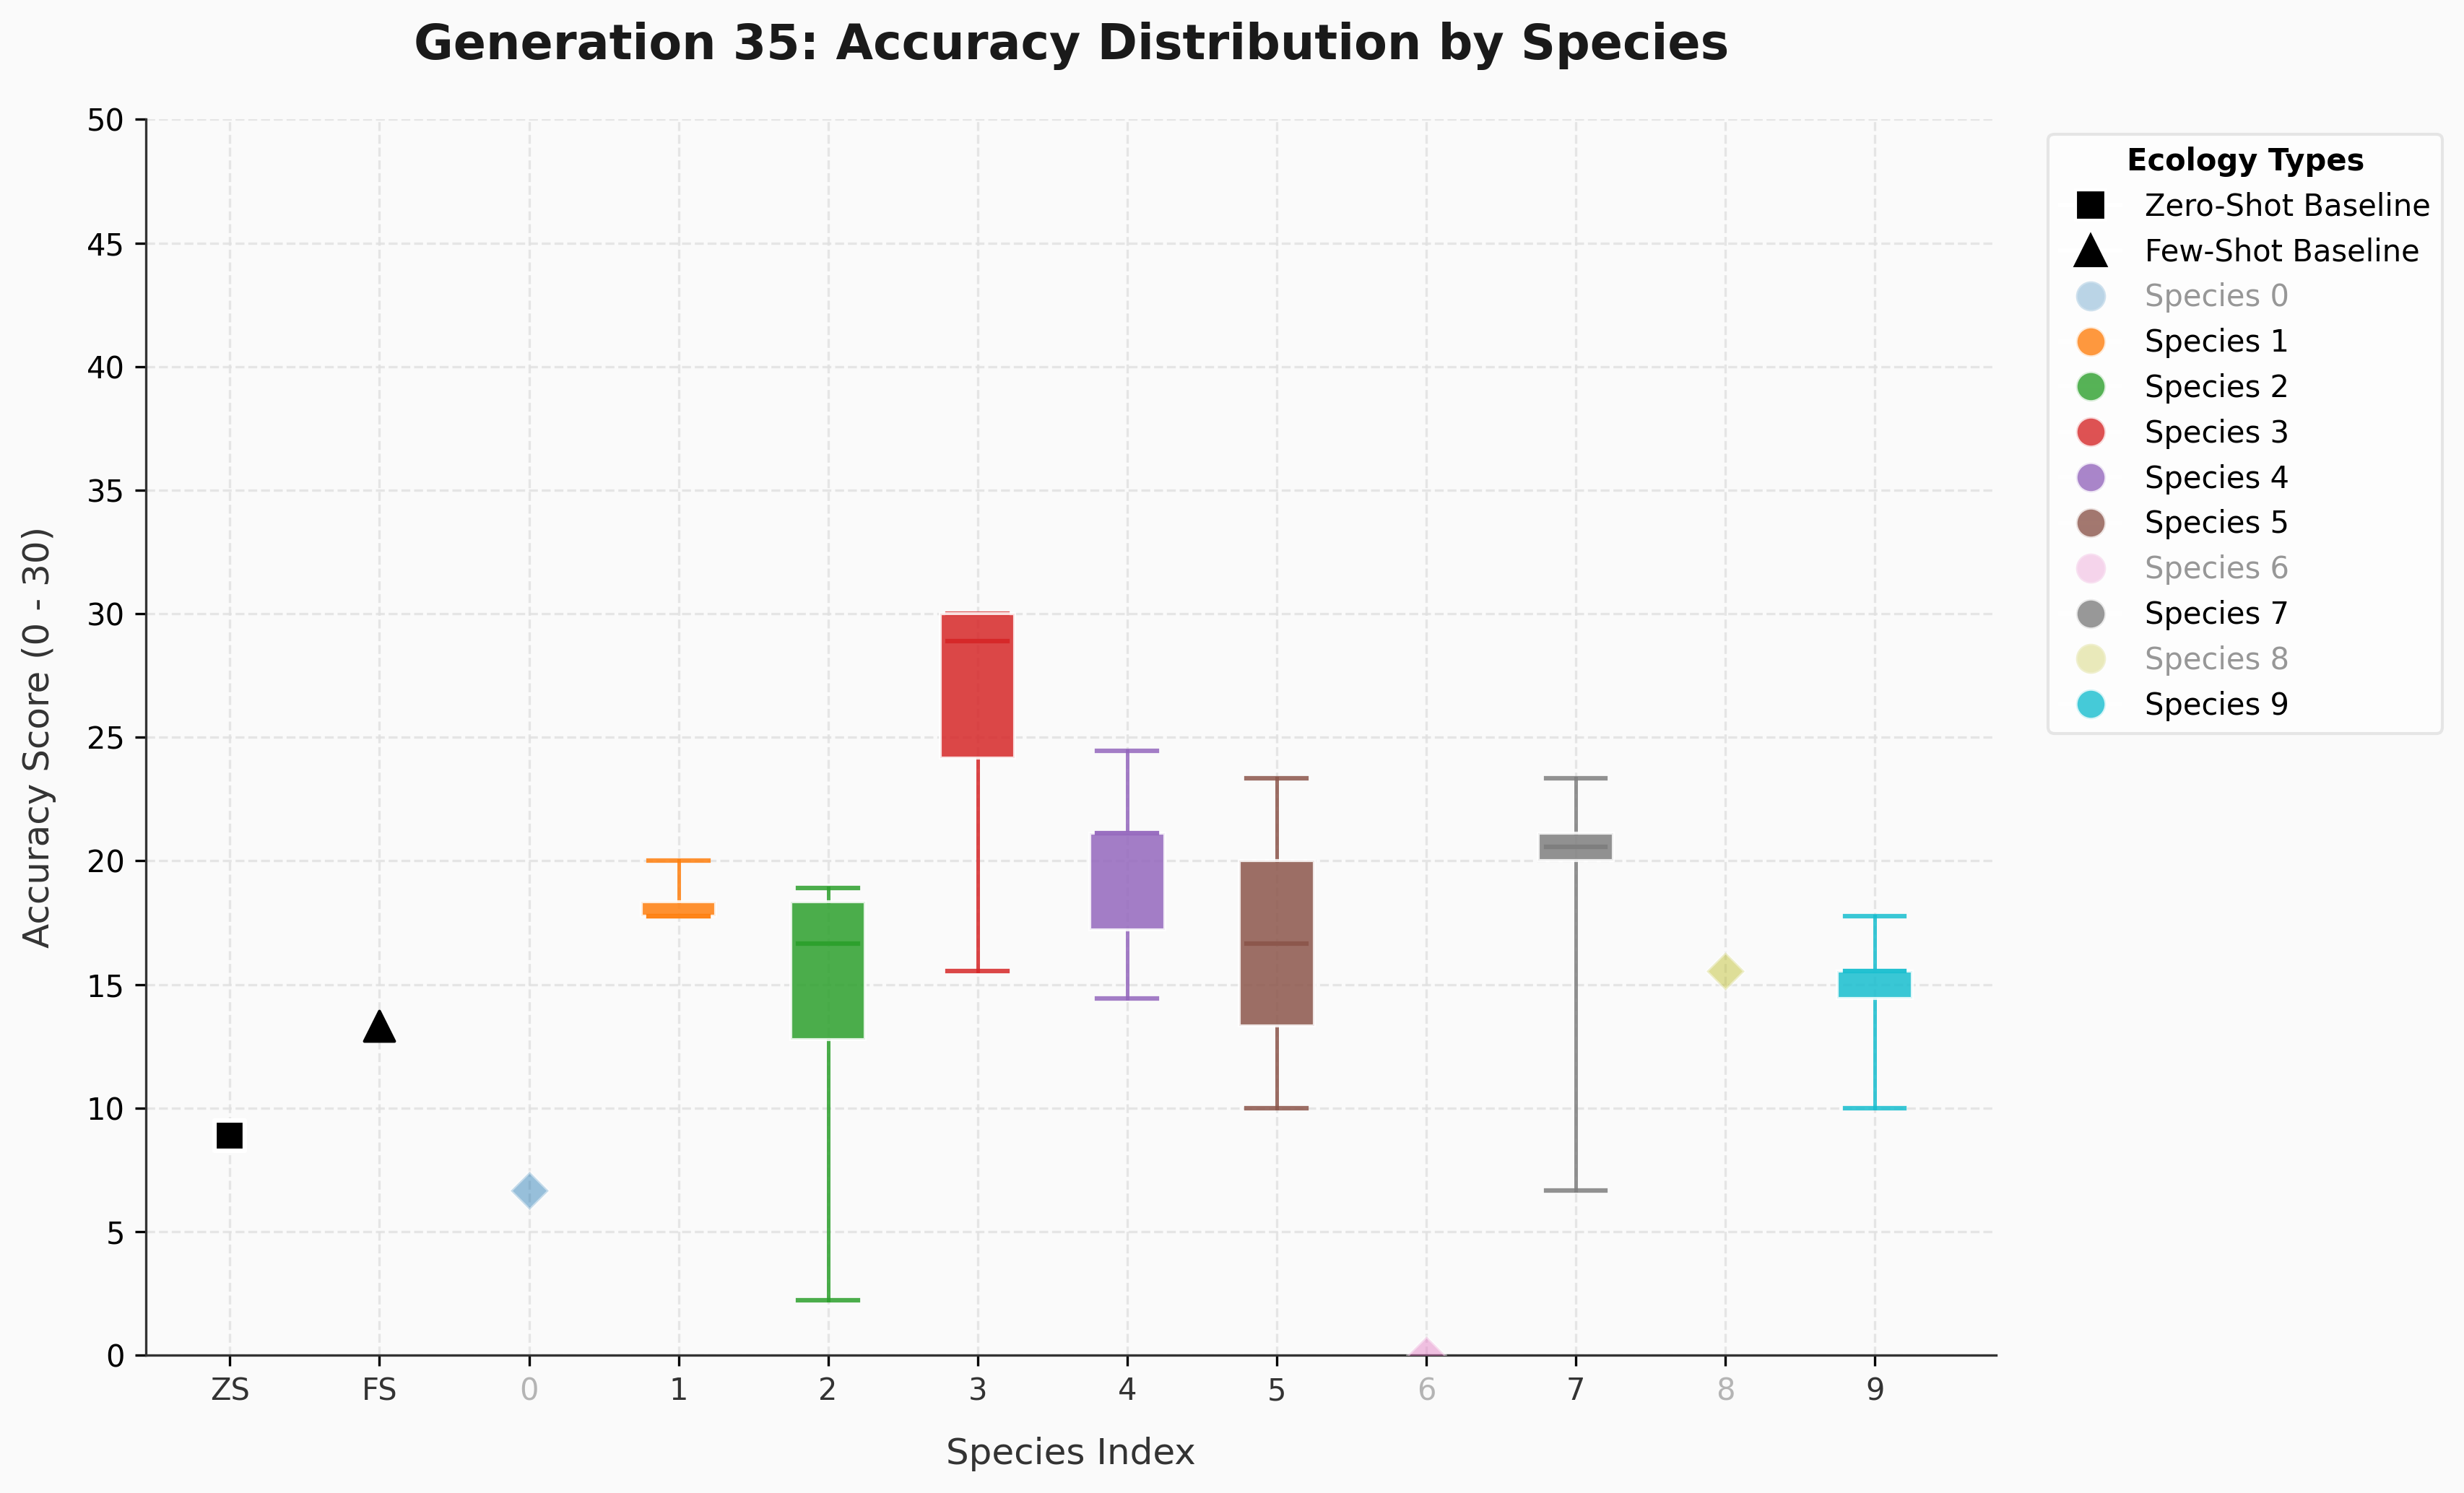 Generation 35: Accuracy Distribution by Species
50
45
40
35
30
25
20
15
10
5
0
Accuracy Score (0 - 30)
ZS FS 0 1 2 3 4 5 6 7 8 9
Species Index
Ecology Types
Zero-Shot Baseline
Few-Shot Baseline
Species 0
Species 1
Species 2
Species 3
Species 4
Species 5
Species 6
Species 7
Species 8
Species 9